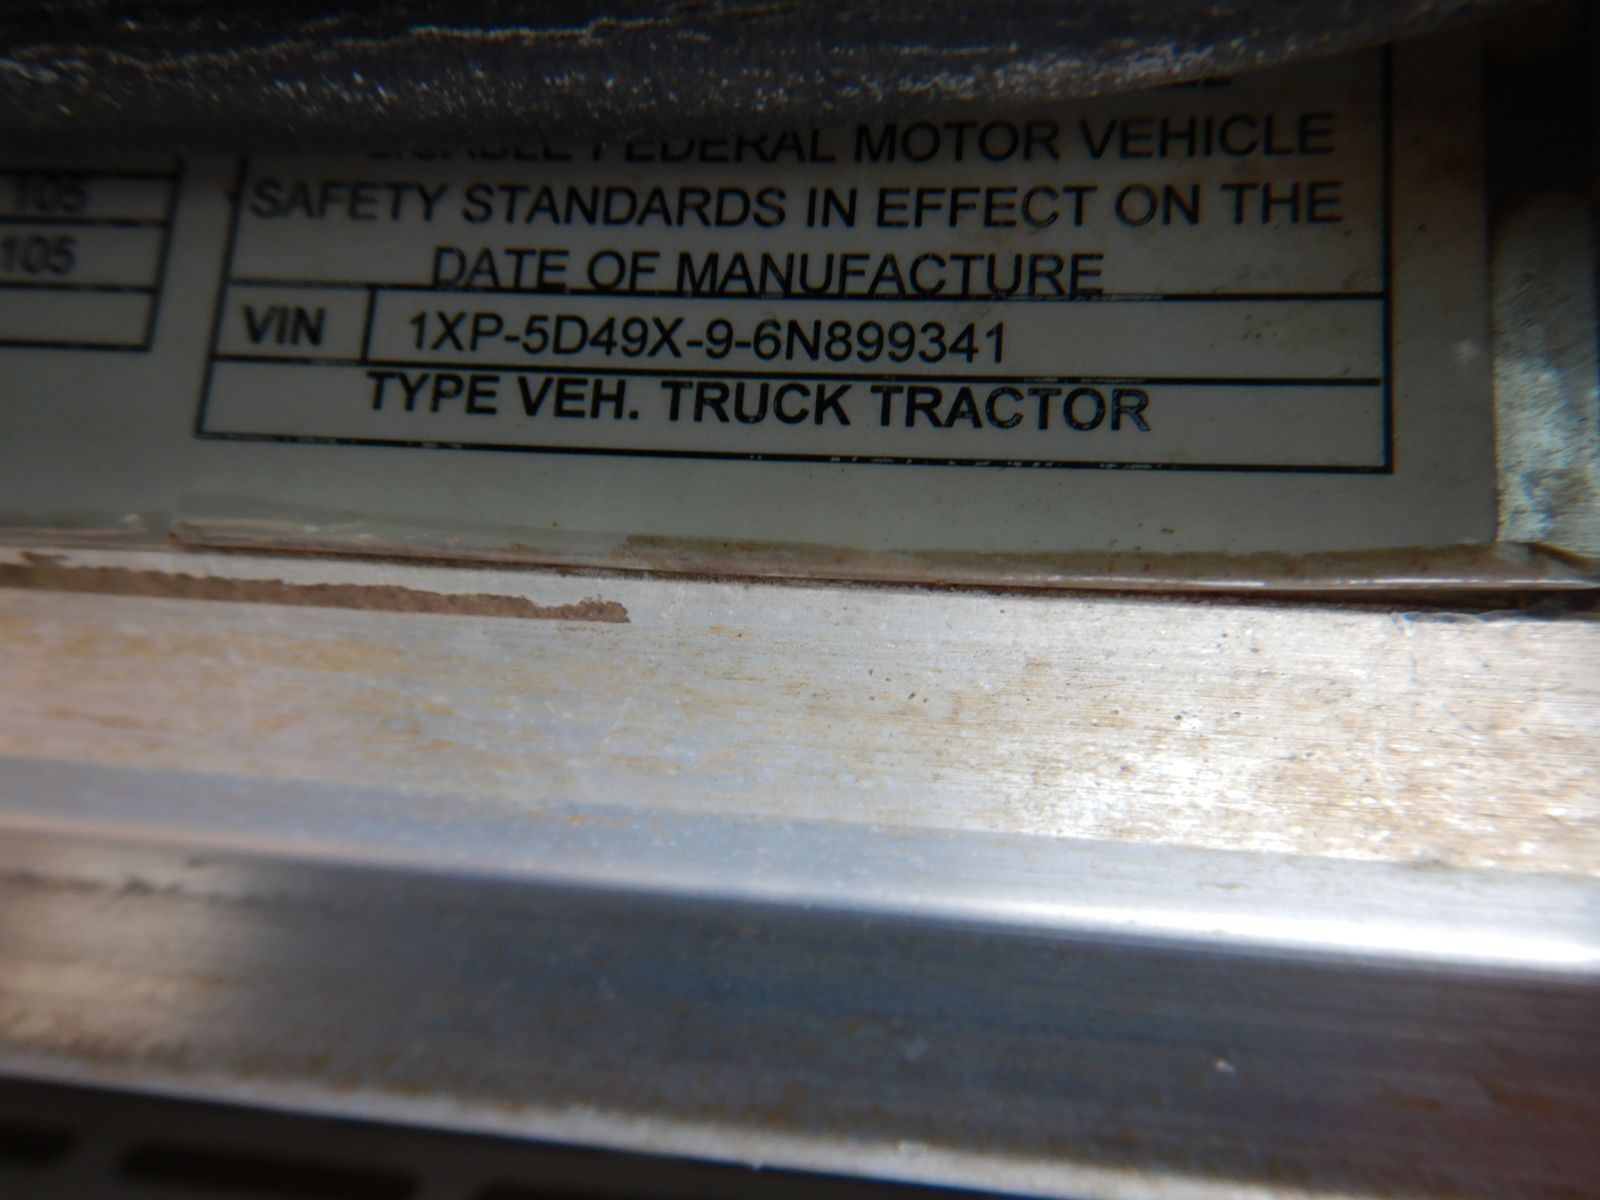 FEDERAL MOTOR VEHICLE
105 SAFETY STANDARDS IN EFFECT ON THE
105 DATE OF MANUFACTURE
VIN 1XP-5D49X-9-6N899341
TYPE VEH. TRUCK TRACTOR